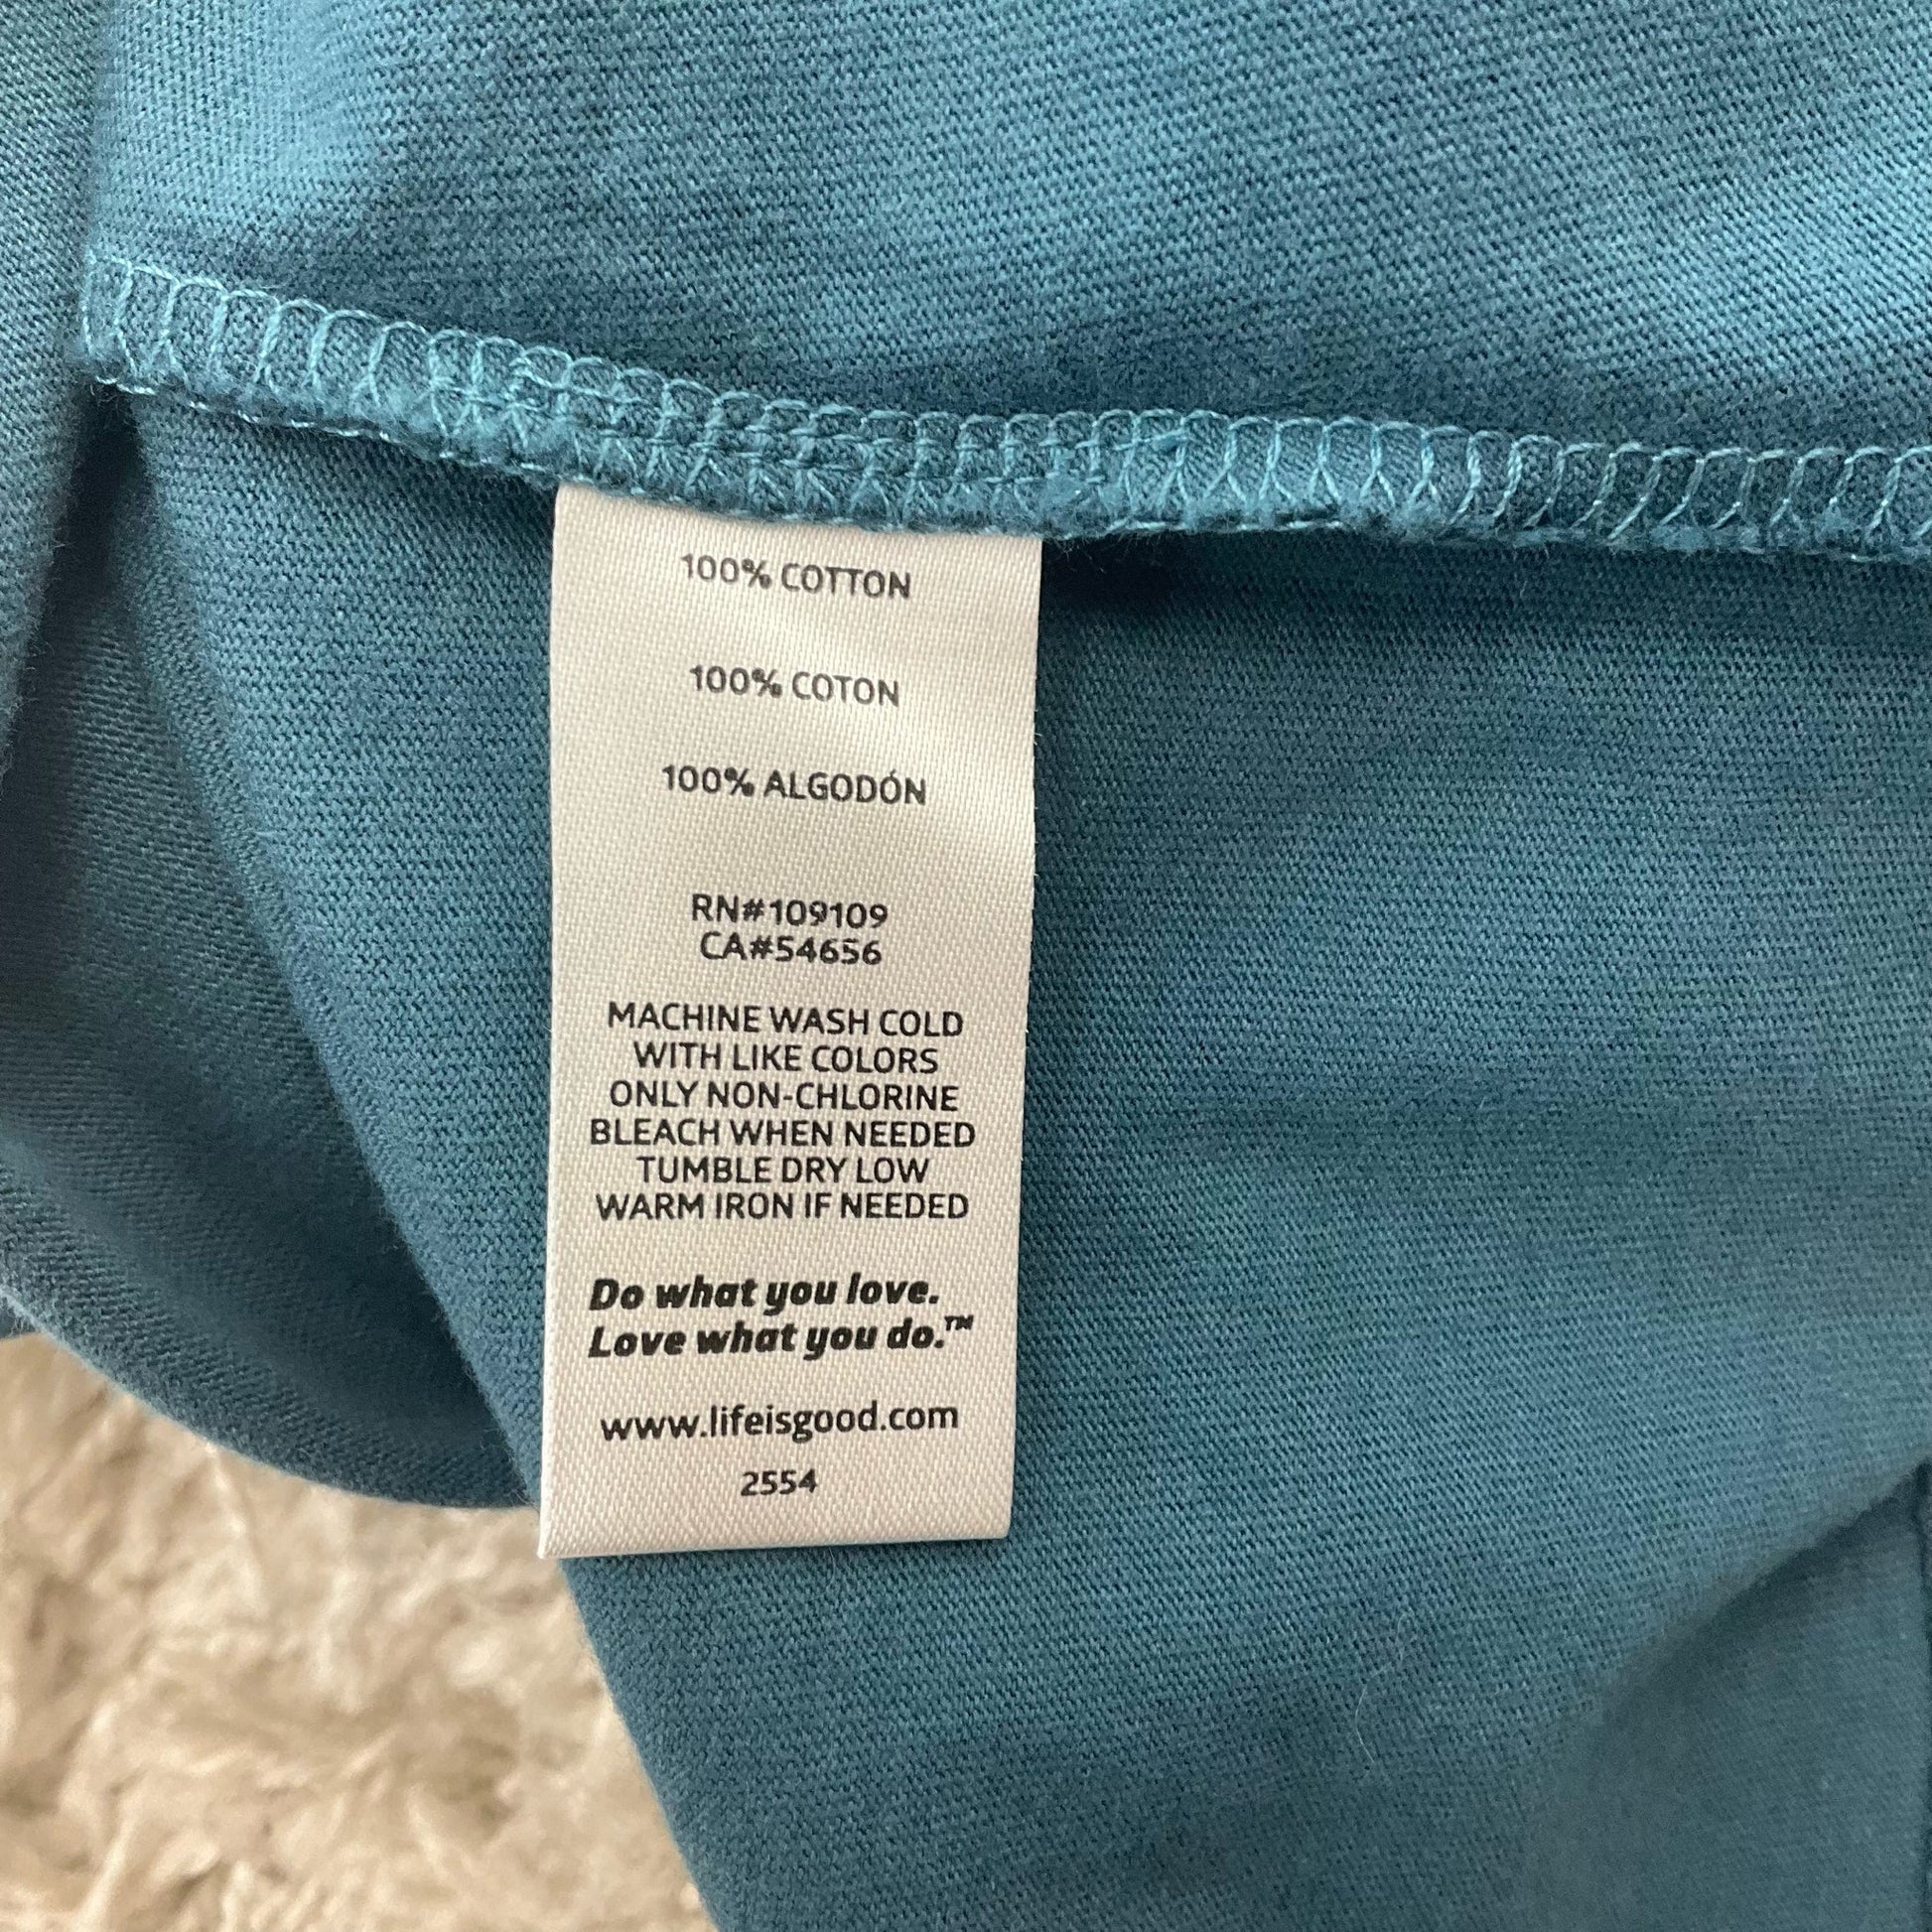 100% COTTON
100% COTON
100% ALGODÓN
RN#109109
CA#54656
MACHINE WASH COLD
WITH LIKE COLORS
ONLY NON-CHLORINE
BLEACH WHEN NEEDED
TUMBLE DRY LOW
WARM IRON IF NEEDED
Do what you love.
Love what you do.™
www.lifeisgood.com
2554